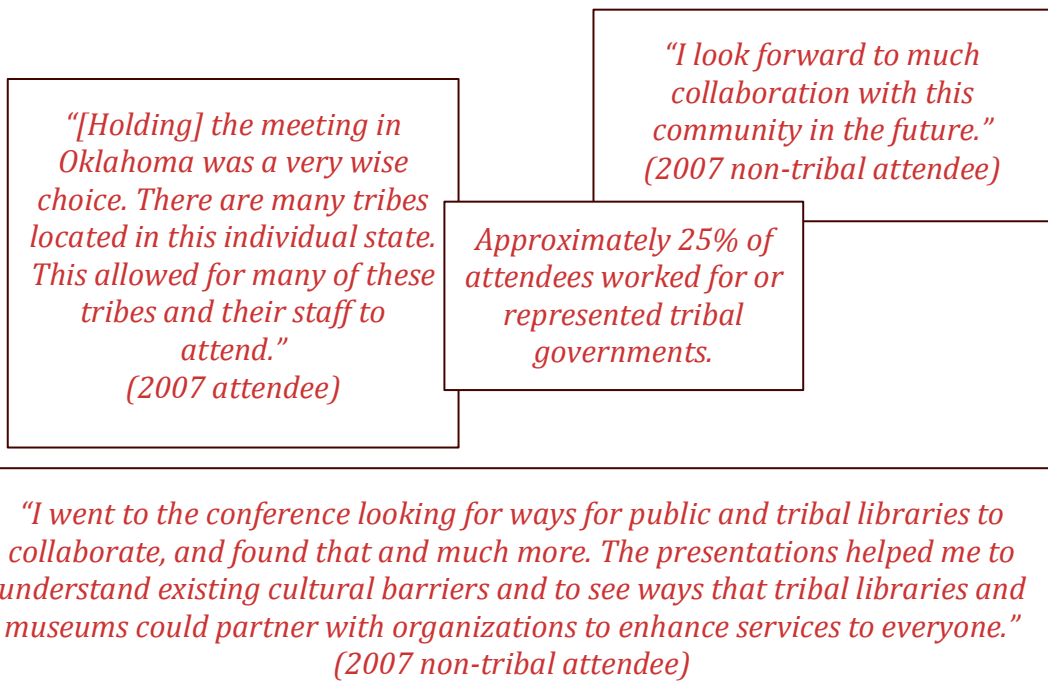 “I look forward to much
collaboration with this
community in the future.”
(2007 non-tribal attendee)
“[Holding] the meeting in
Oklahoma was a very wise
choice. There are many tribes
located in this individual state.
This allowed for many of these
tribes and their staff to
attend.”
(2007 attendee)
Approximately 25% of
attendees worked for or
represented tribal
governments.
“I went to the conference looking for ways for public and tribal libraries to
collaborate, and found that and much more. The presentations helped me to
understand existing cultural barriers and to see ways that tribal libraries and
museums could partner with organizations to enhance services to everyone.”
(2007 non-tribal attendee)